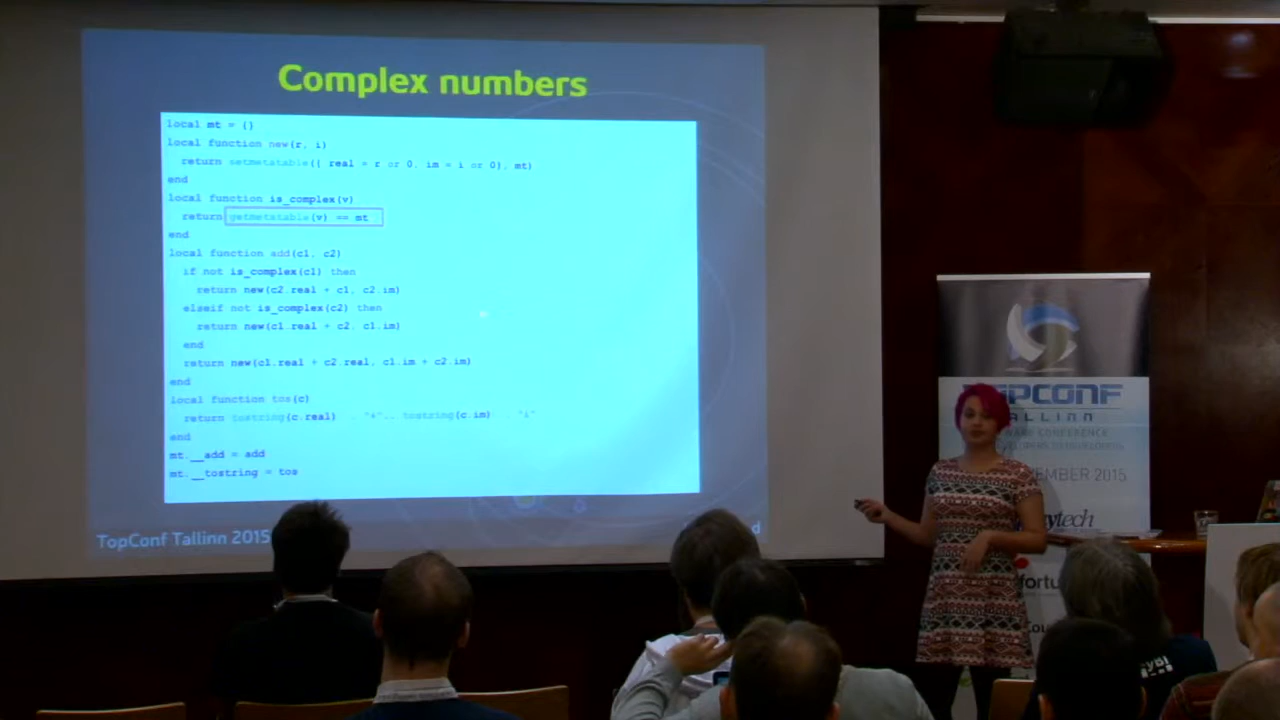 Complex numbers
local mt = {}
local function new(r, i)
return setmetatable({ real = r or 0, im = i or 0}, mt)
end
local function is_complex(v)
return getmetatable(v) == mt
end
local function add(c1, c2)
if not is_complex(c1) then
return new(c2.real + c1, c2.im)
elseif not is_complex(c2) then
return new(c1.real + c2, c1.im)
end
return new(c1.real + c2.real, c1.im + c2.im)
end
local function tos(c)
return tostring(c.real) .. "+".. tostring(c.im) .. "i"
end
mt.__add = add
mt.__tostring = tos
TopConf Tallinn 2015
TOPCONF
TALLINN
CONFERENCE
EMBER 2015
ytech
fortu